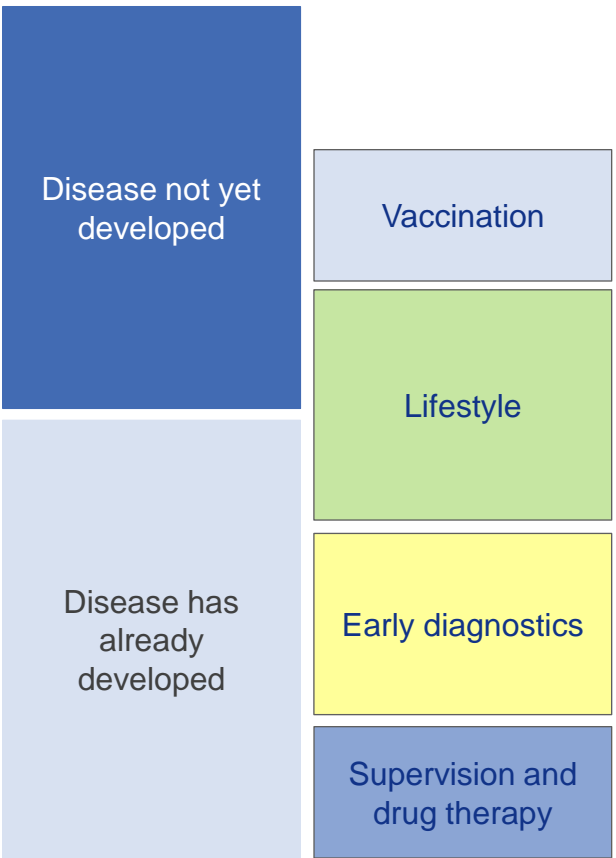 Disease not yet
developed
Vaccination
Lifestyle
Disease has
already
developed
Early diagnostics
Supervision and
drug therapy